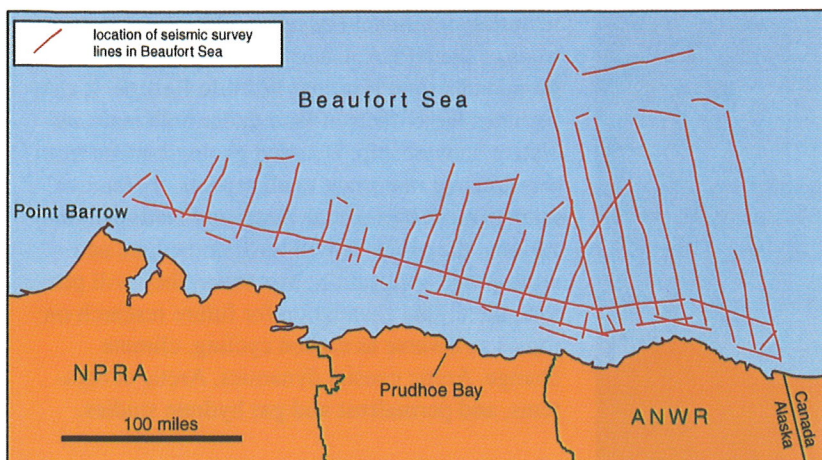 location of seismic survey
lines in Beaufort Sea
Beaufort Sea
Point Barrow
NPRA
Prudhoe Bay
ANWR
Canada
Alaska
100 miles